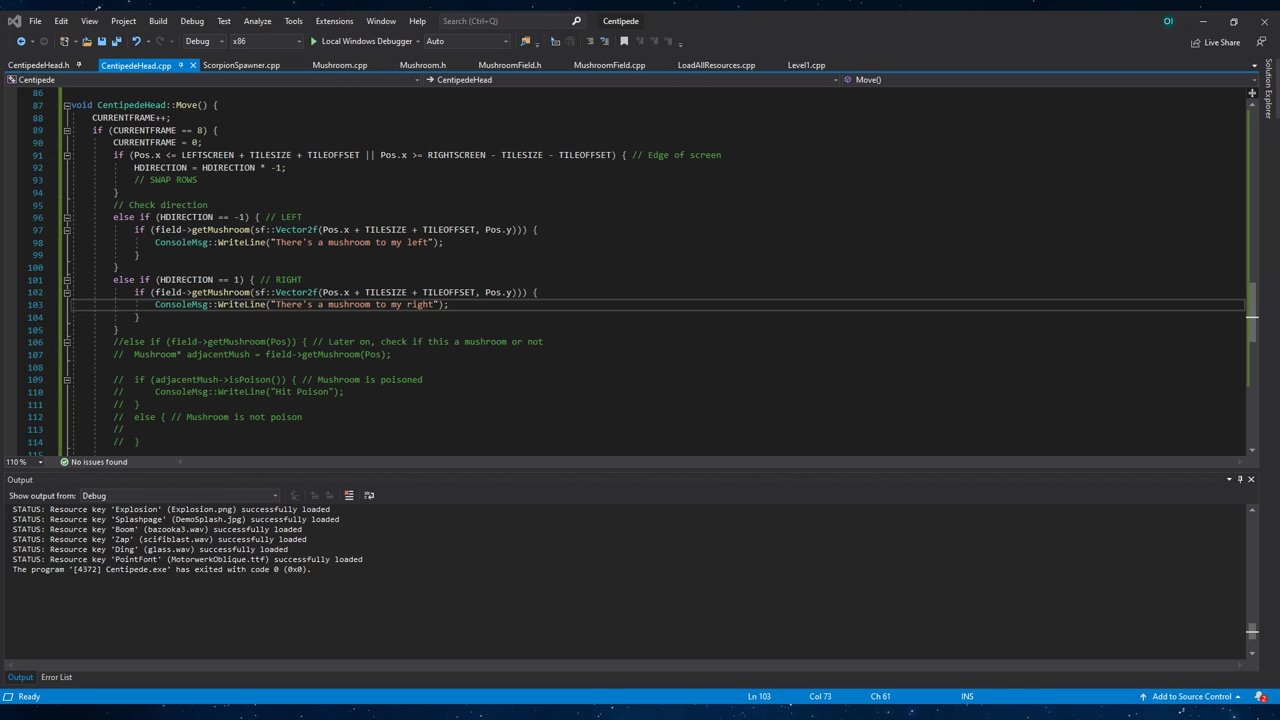 File Edit View Project Build Debug Test Analyze Tools Extensions Window Help Search (Ctrl+Q) Centipede OI
Debug x86 Local Windows Debugger Auto Live Share
CentipedeHead.h CentipedeHead.cpp ScorpionSpawner.cpp Mushroom.cpp Mushroom.h MushroomField.h MushroomField.cpp LoadAllResources.cpp Level1.cpp
Solution Explorer
Centipede CentipedeHead Move()
86
87 void CentipedeHead::Move() {
88 CURRENTFRAME++;
89 if (CURRENTFRAME == 8) {
90 CURRENTFRAME = 0;
91 if (Pos.x <= LEFTSCREEN + TILESIZE + TILEOFFSET || Pos.x >= RIGHTSCREEN - TILESIZE - TILEOFFSET) { // Edge of screen
92 HDIRECTION = HDIRECTION * -1;
93 // SWAP ROWS
94 }
95 // Check direction
96 else if (HDIRECTION == -1) { // LEFT
97 if (field->getMushroom(sf::Vector2f(Pos.x + TILESIZE + TILEOFFSET, Pos.y))) {
98 ConsoleMsg::WriteLine("There's a mushroom to my left");
99 }
100 }
101 else if (HDIRECTION == 1) { // RIGHT
102 if (field->getMushroom(sf::Vector2f(Pos.x + TILESIZE + TILEOFFSET, Pos.y))) {
103 ConsoleMsg::WriteLine("There's a mushroom to my right");
104 }
105 }
106 //else if (field->getMushroom(Pos)) { // Later on, check if this a mushroom or not
107 // Mushroom* adjacentMush = field->getMushroom(Pos);
108
109 // if (adjacentMush->isPoison()) { // Mushroom is poisoned
110 // ConsoleMsg::WriteLine("Hit Poison");
111 // }
112 // else { // Mushroom is not poison
113 //
114 // }
115
110 % No issues found
Output
Show output from: Debug
STATUS: Resource key 'Explosion' (Explosion.png) successfully loaded
STATUS: Resource key 'Splashpage' (DemoSplash.jpg) successfully loaded
STATUS: Resource key 'Boom' (bazooka3.wav) successfully loaded
STATUS: Resource key 'Zap' (scifiblast.wav) successfully loaded
STATUS: Resource key 'Ding' (glass.wav) successfully loaded
STATUS: Resource key 'PointFont' (MotorwerkOblique.ttf) successfully loaded
The program '[4372] Centipede.exe' has exited with code 0 (0x0).
Output Error List
Ready Ln 103 Col 73 Ch 61 INS Add to Source Control 2